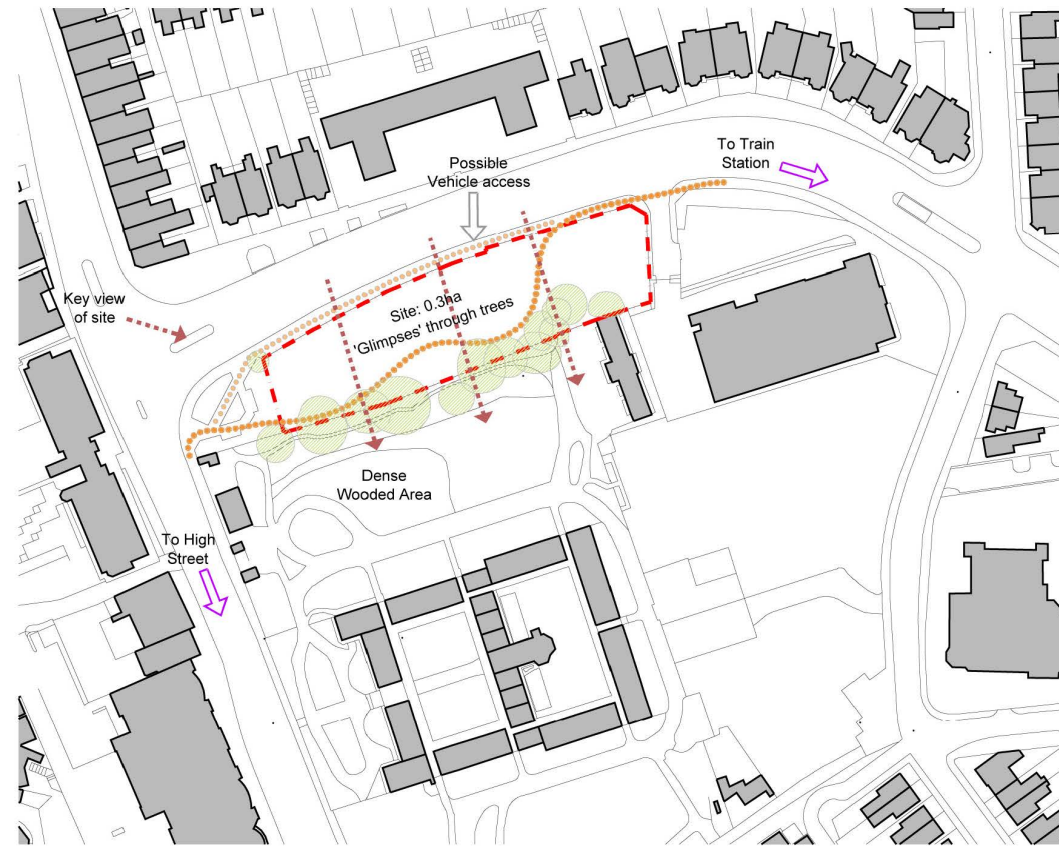 Possible
Vehicle access
To Train
Station
Key view
of site
Site: 0.3ha
'Glimpses' through trees
Dense
Wooded Area
To High
Street